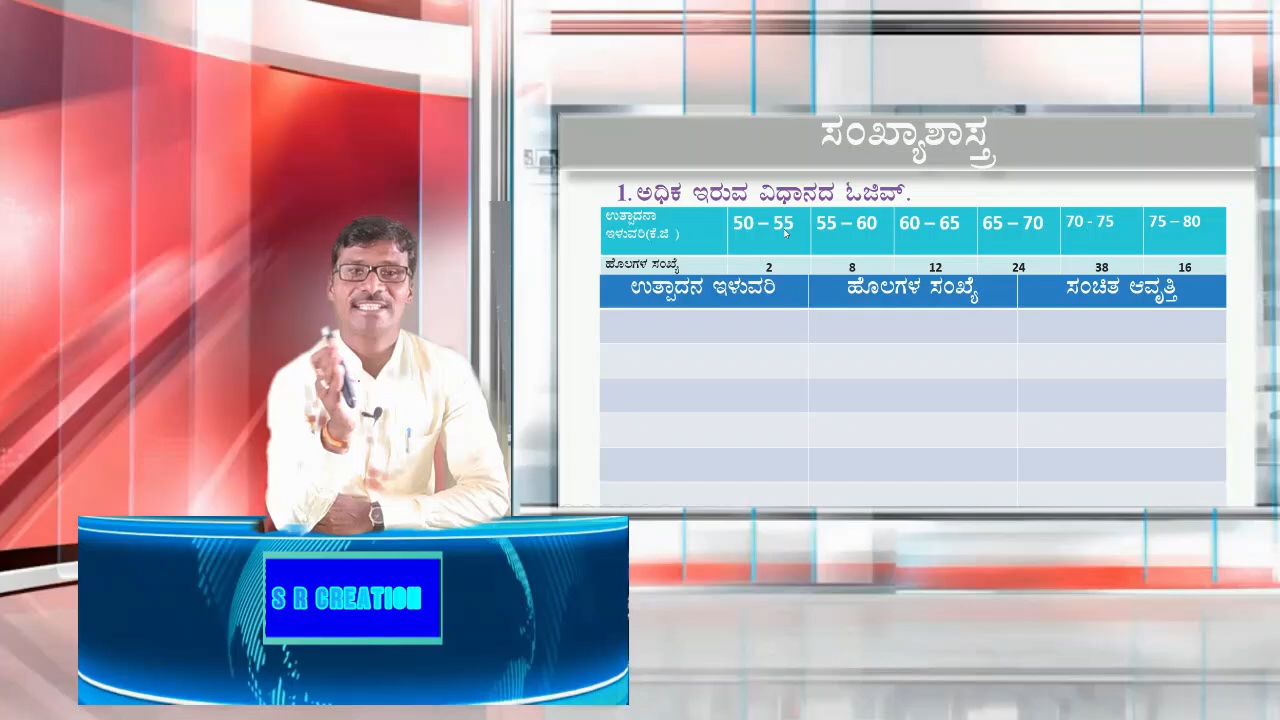 ಸಂಖ್ಯಾಶಾಸ್ತ್ರ
1. ಅಧಿಕ ಇರುವ ವಿಧಾನದ ಓಜಿವ್.
ಉತ್ಪಾದನಾ ಇಳುವರಿ(ಕೆ.ಜಿ ) 50 – 55 55 – 60 60 – 65 65 – 70 70 - 75 75 – 80
ಹೊಲಗಳ ಸಂಖ್ಯೆ 2 8 12 24 38 16
ಉತ್ಪಾದನ ಇಳುವರಿ ಹೊಲಗಳ ಸಂಖ್ಯೆ ಸಂಚಿತ ಆವೃತ್ತಿ
S R CREATION